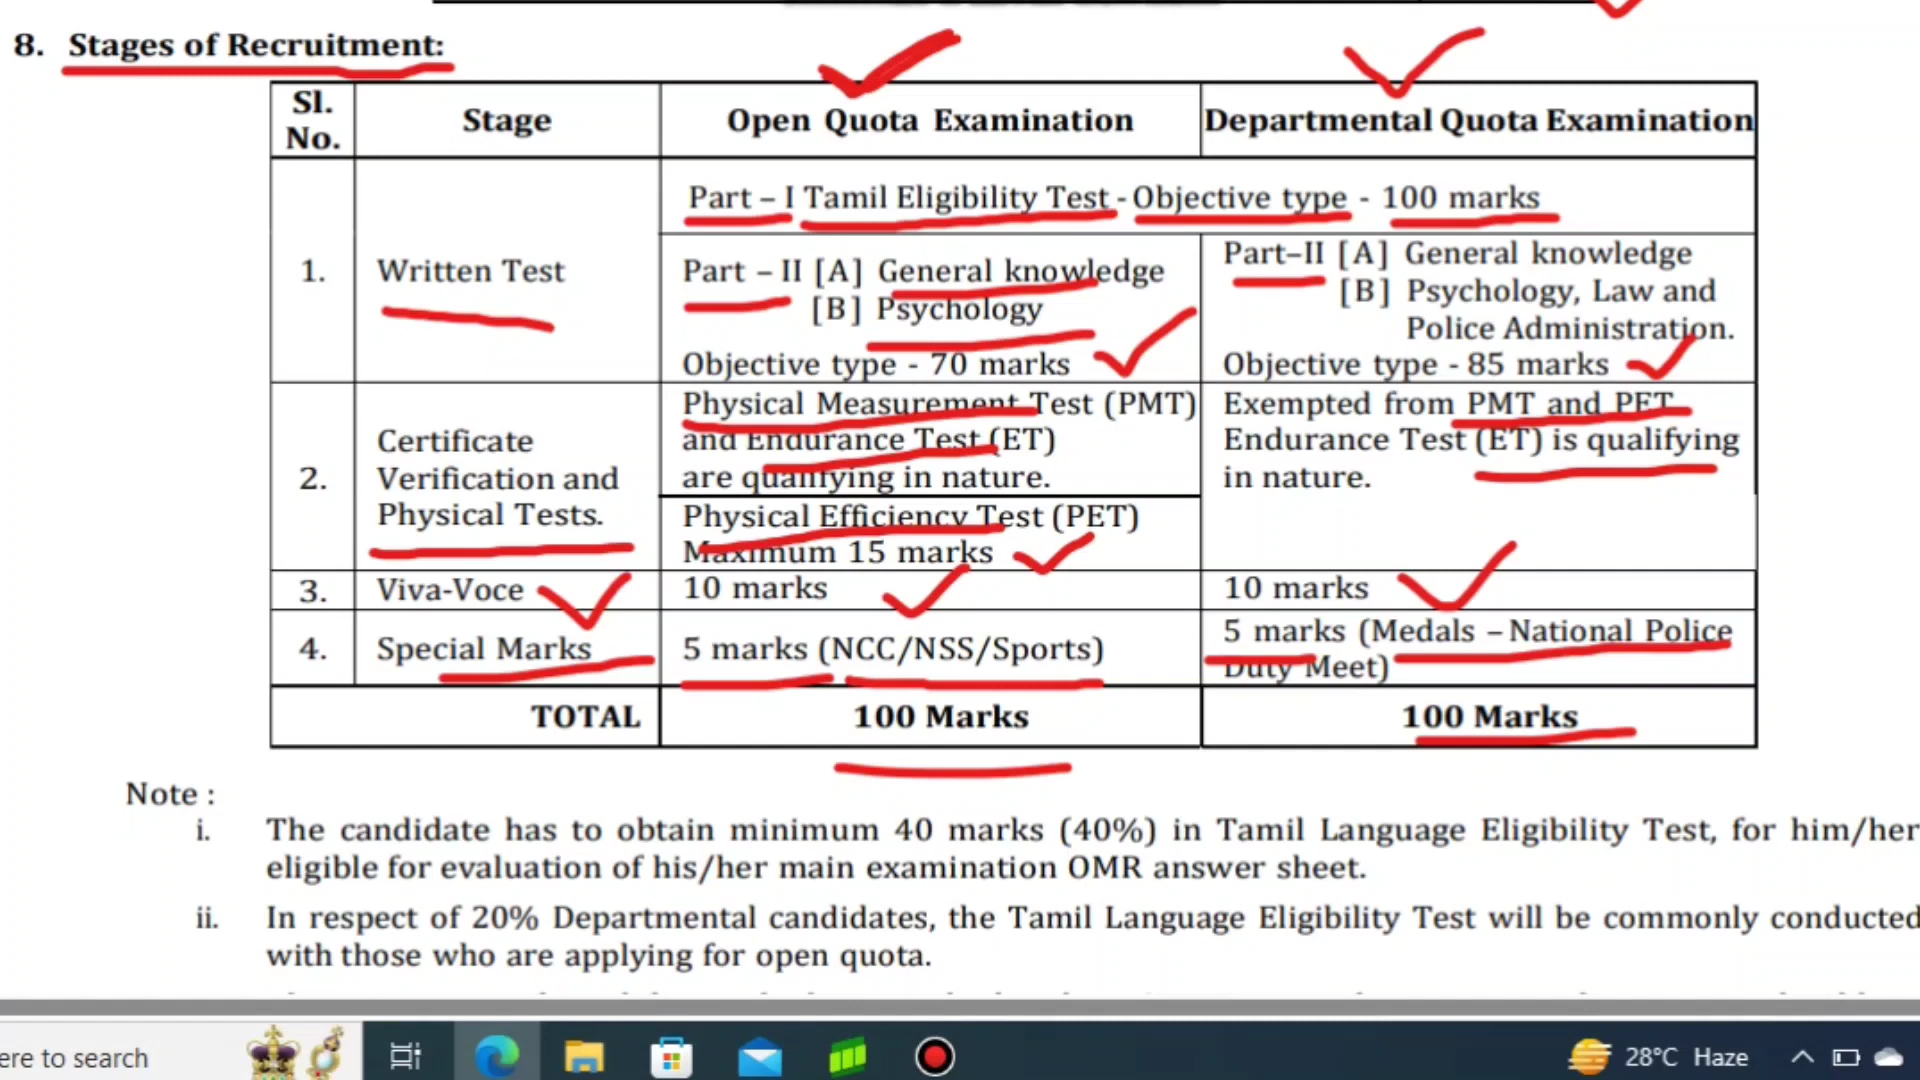 8. Stages of Recruitment:
Sl. No.
Stage
Open Quota Examination
Departmental Quota Examination
Part – I Tamil Eligibility Test - Objective type - 100 marks
1.
Written Test
Part – II [A] General knowledge
[B] Psychology
Objective type - 70 marks
Part–II [A] General knowledge
[B] Psychology, Law and
Police Administration.
Objective type - 85 marks
2.
Certificate
Verification and
Physical Tests.
Physical Measurement Test (PMT)
and Endurance Test (ET)
are qualifying in nature.
Physical Efficiency Test (PET)
Maximum 15 marks
Exempted from PMT and PET
Endurance Test (ET) is qualifying
in nature.
3.
Viva-Voce
10 marks
10 marks
4.
Special Marks
5 marks (NCC/NSS/Sports)
5 marks (Medals – National Police
Duty Meet)
TOTAL
100 Marks
100 Marks
Note :
i. The candidate has to obtain minimum 40 marks (40%) in Tamil Language Eligibility Test, for him/her
eligible for evaluation of his/her main examination OMR answer sheet.
ii. In respect of 20% Departmental candidates, the Tamil Language Eligibility Test will be commonly conducted
with those who are applying for open quota.
ere to search
28°C Haze